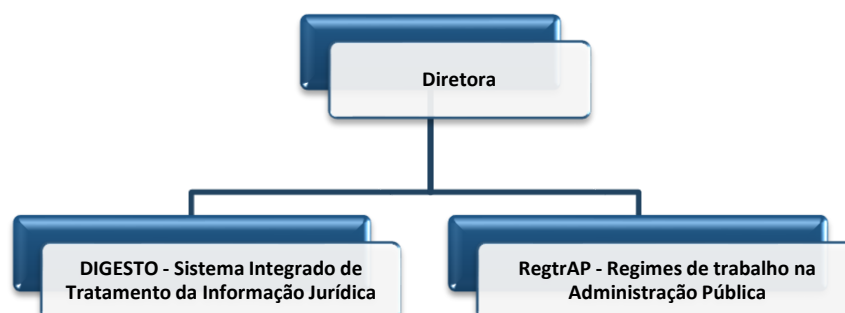 Diretora
DIGESTO - Sistema Integrado de
Tratamento da Informação Jurídica
RegtrAP - Regimes de trabalho na
Administração Pública